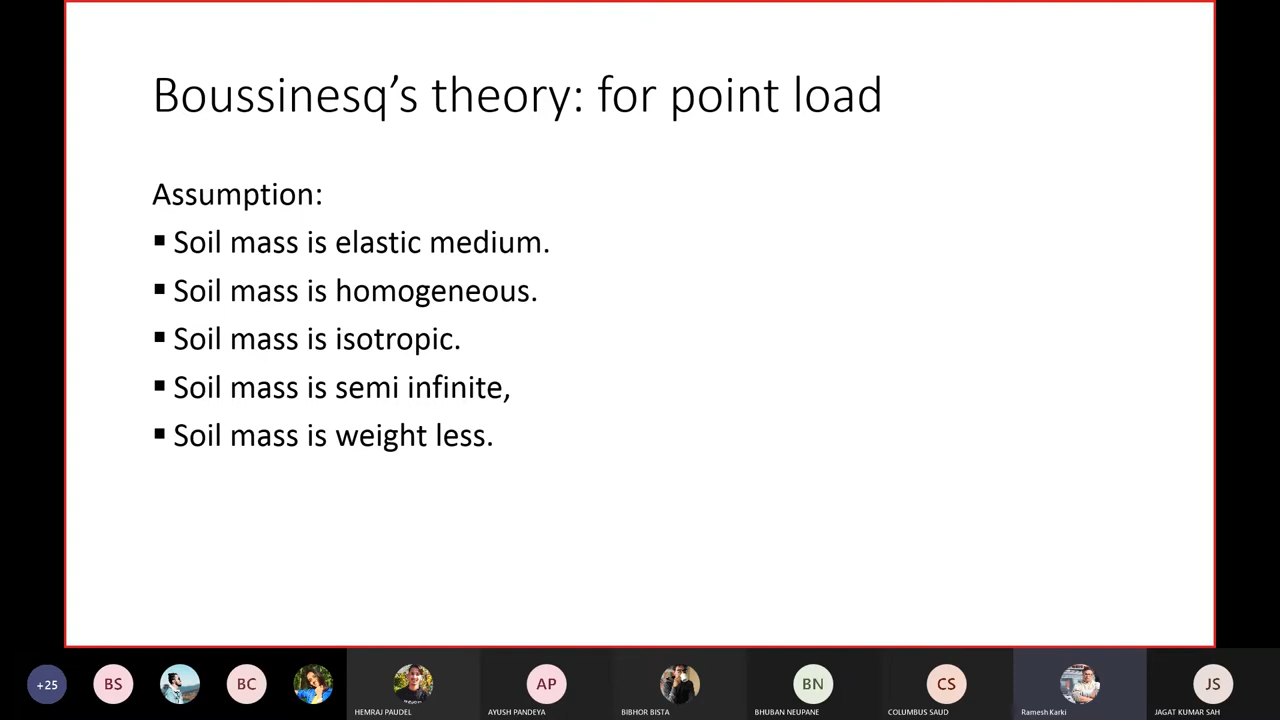 Boussinesq’s theory: for point load
Assumption:
▪ Soil mass is elastic medium.
▪ Soil mass is homogeneous.
▪ Soil mass is isotropic.
▪ Soil mass is semi infinite,
▪ Soil mass is weight less.
+25
BS
BC
AP
BN
CS
JS
HEMRAJ PAUDEL
AYUSH PANDEYA
BIBHOR BISTA
BHUBAN NEUPANE
COLUMBUS SAUD
Ramesh Karki
JAGAT KUMAR SAH